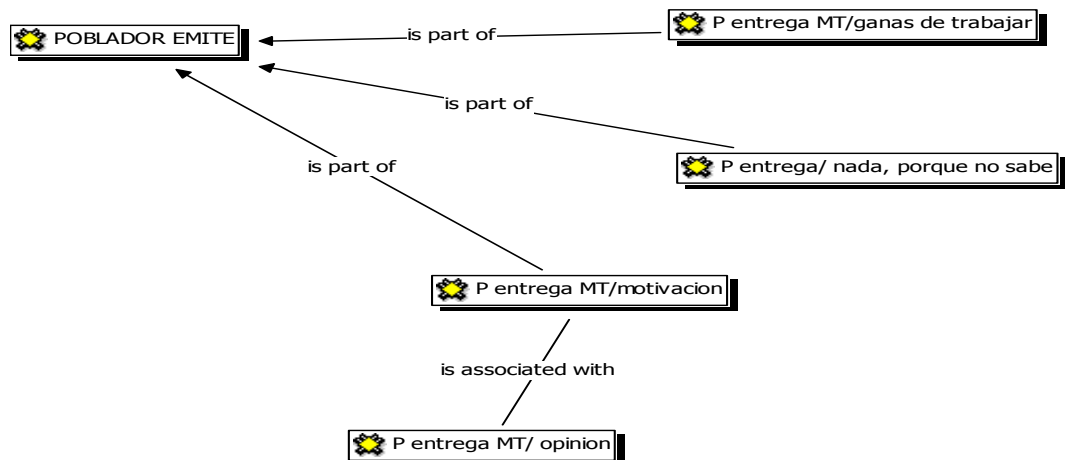 P entrega MT/ganas de trabajar
POBLADOR EMITE
is part of
is part of
P entrega/ nada, porque no sabe
is part of
P entrega MT/motivacion
is associated with
P entrega MT/ opinion